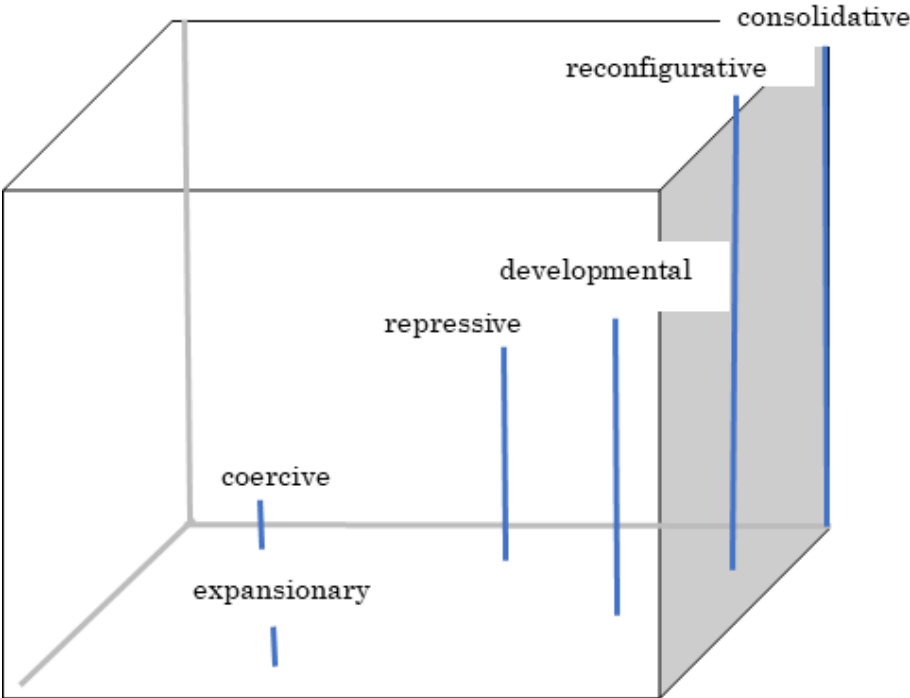 consolidative
reconfigurative
developmental
repressive
coercive
expansionary